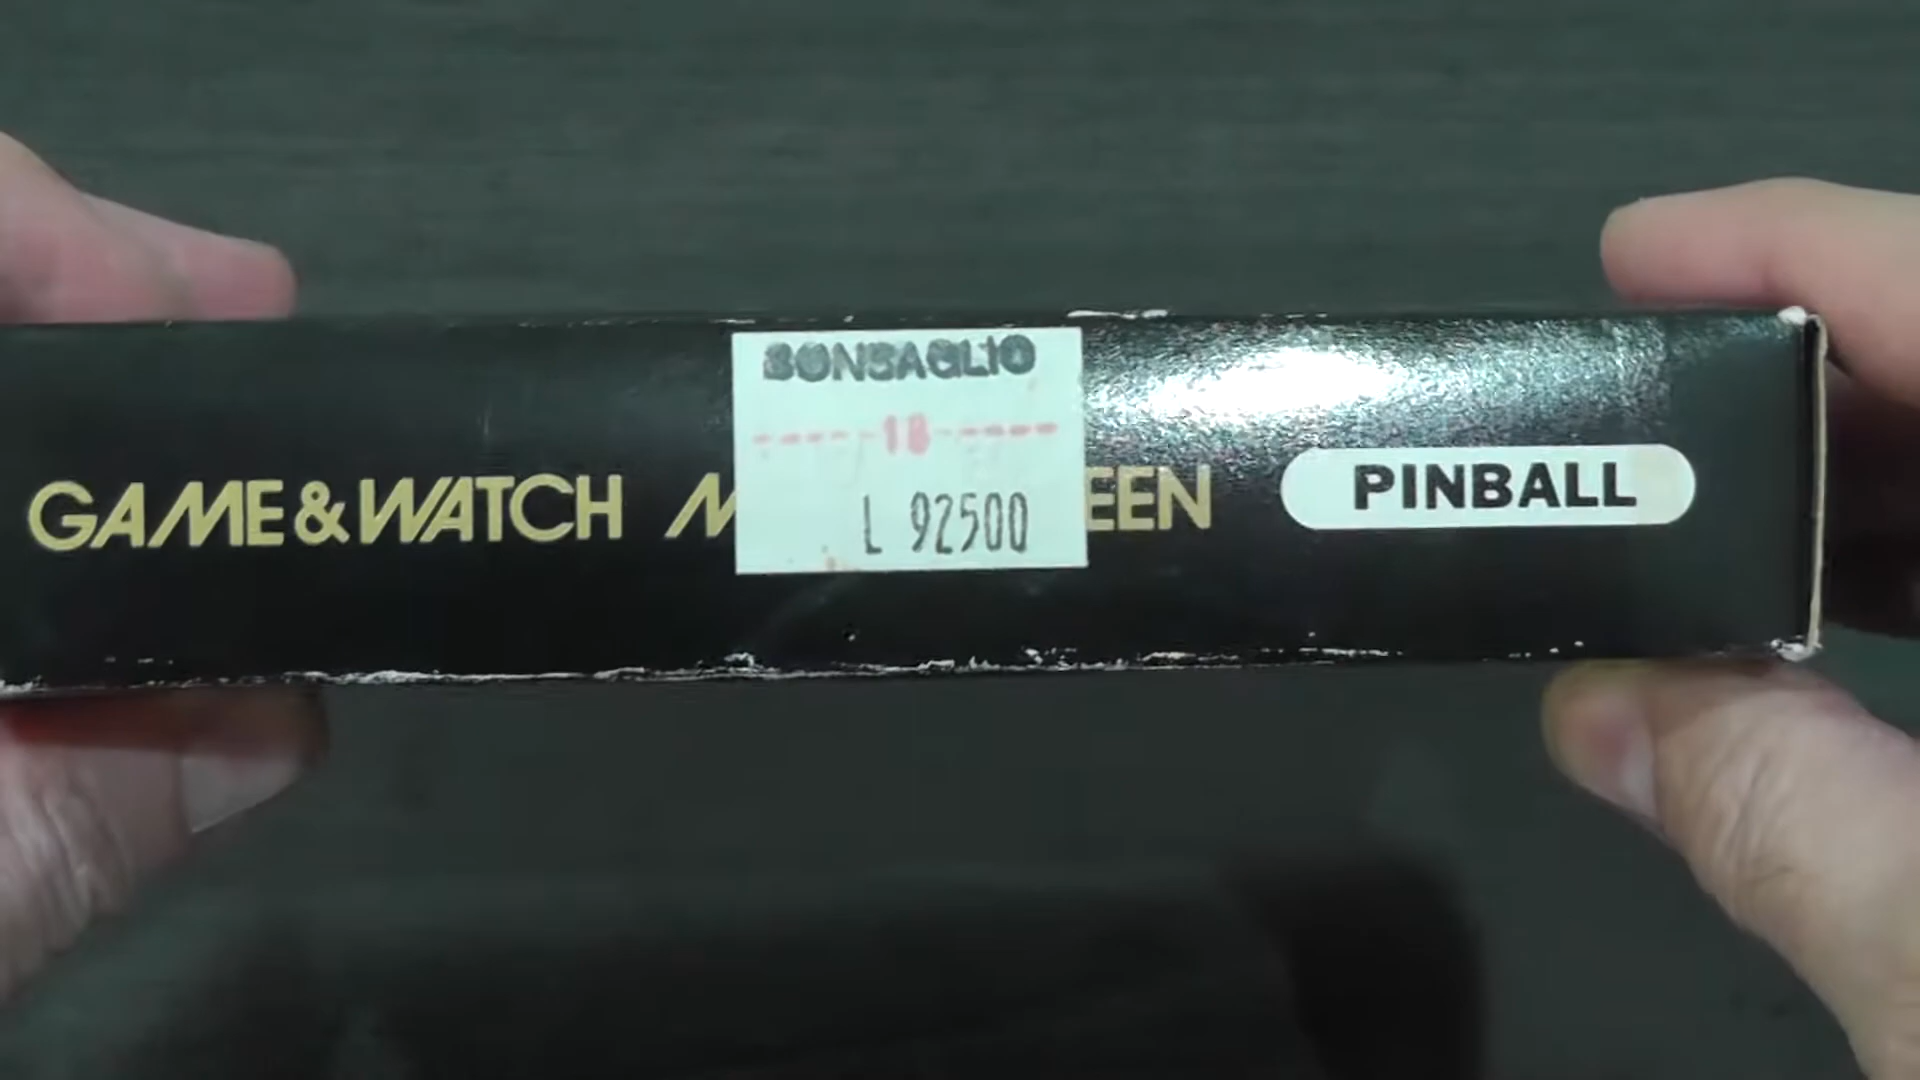 BONSAGLIO
-----18-----
L 92500
GAME & WATCH M EEN PINBALL